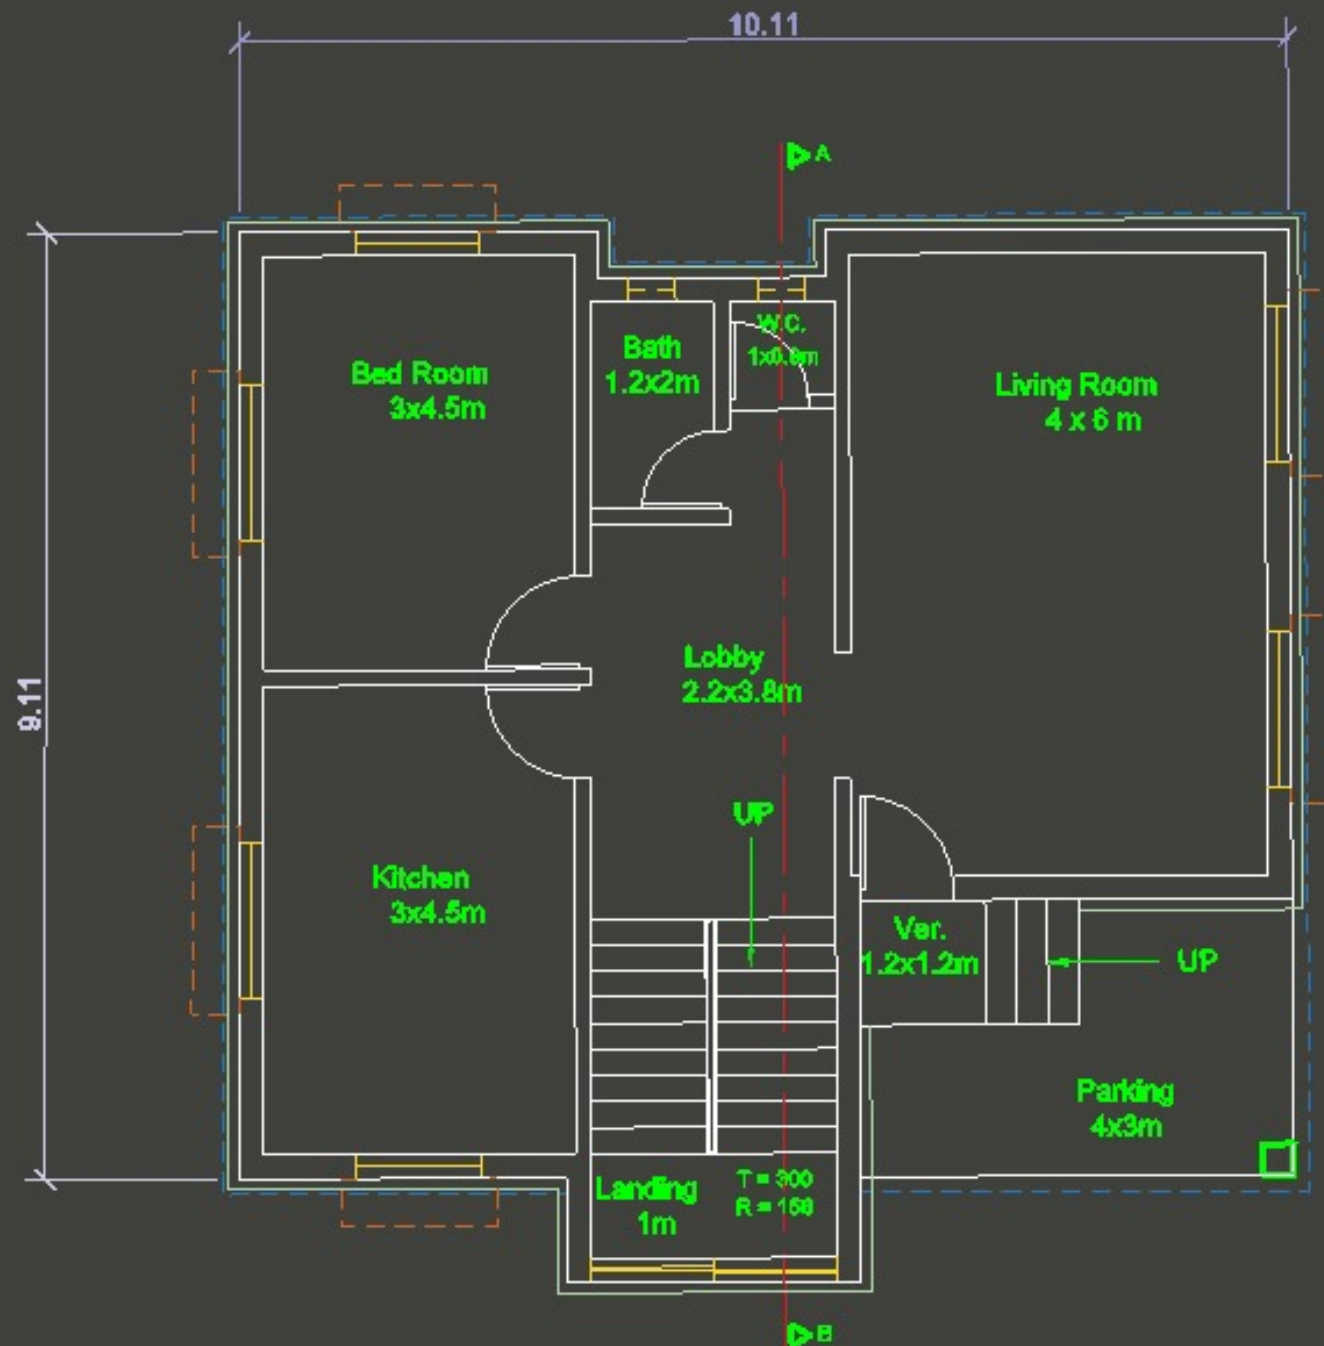 10.11
A
W.C.
Bath
1.2x2m
Bed Room
3x4.5m
Living Room
4 x 6 m
Lobby
2.2x3.8m
9.11
UP
Kitchen
3x4.5m
Ver.
1.2x1.2m
UP
Parking
4x3m
Landing
1m
T = 300
B